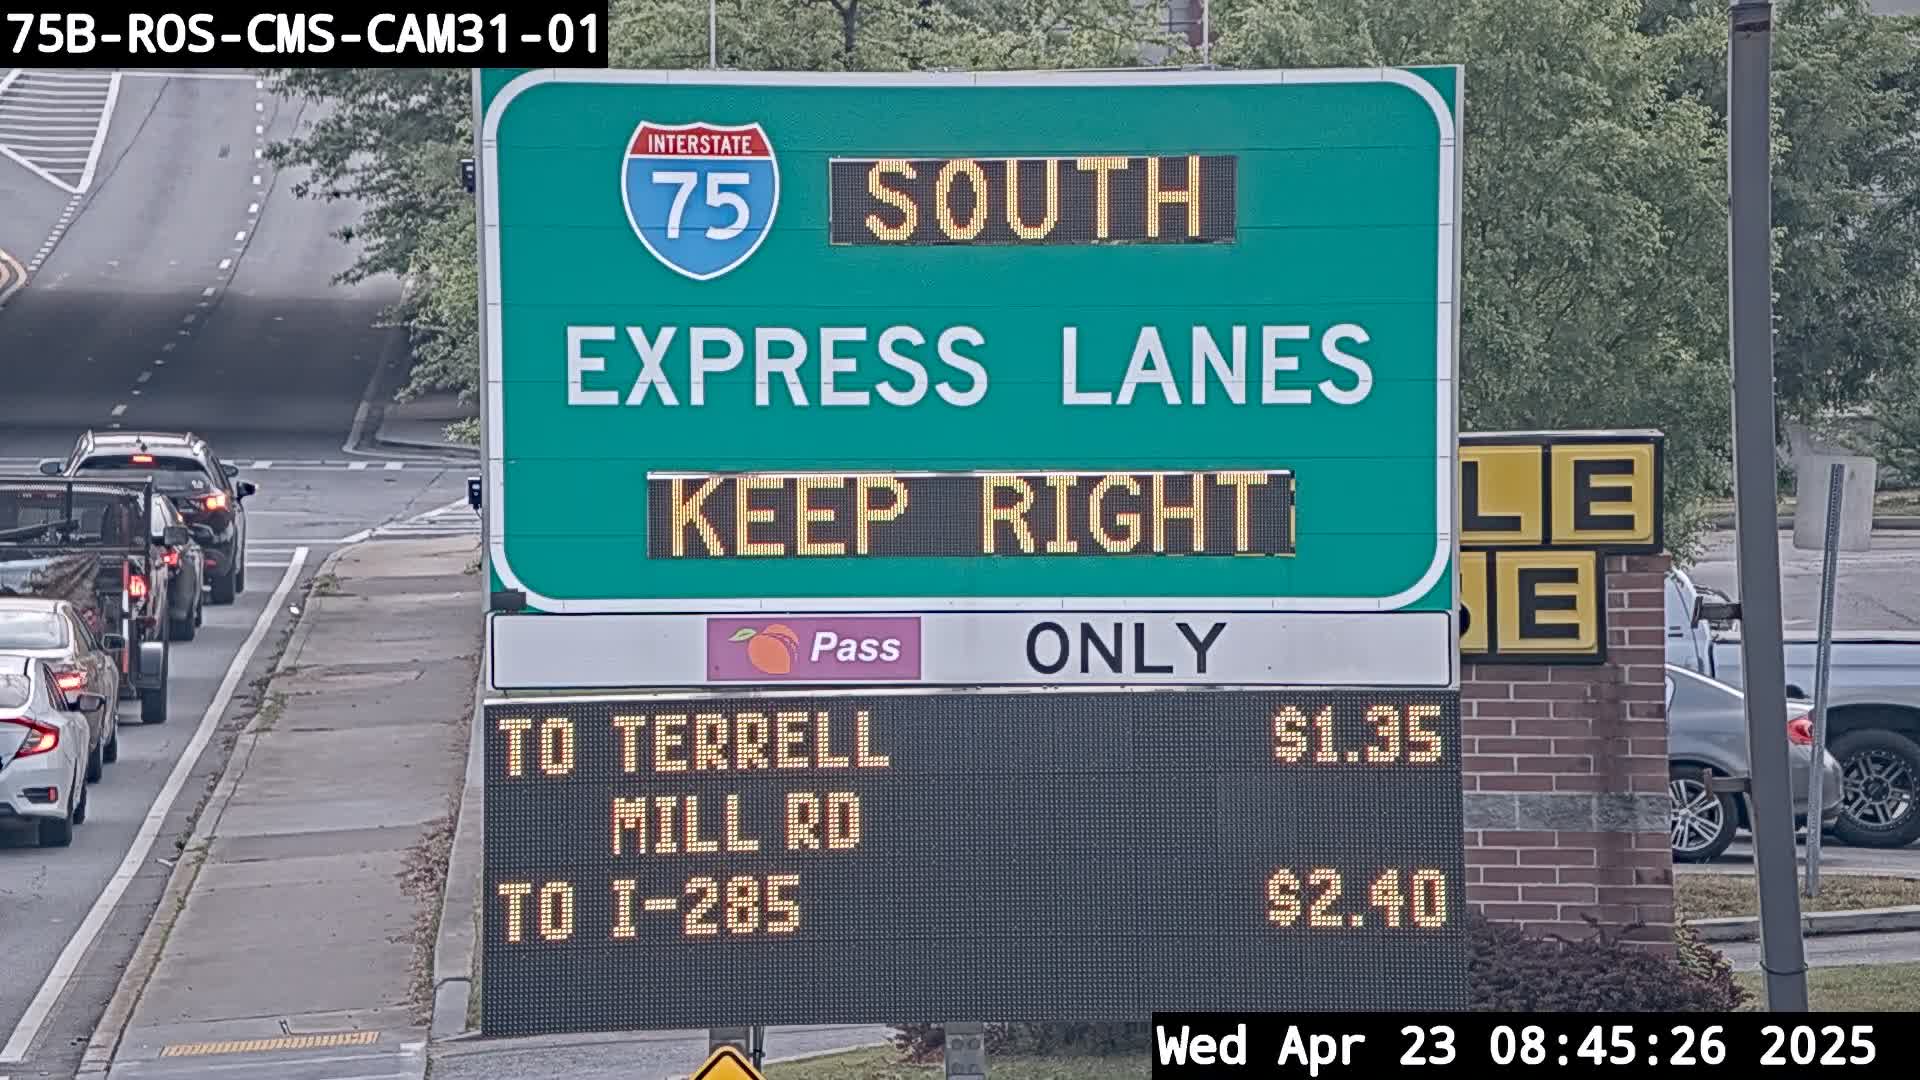 75B-ROS-CMS-CAM31-01
INTERSTATE
75
SOUTH
EXPRESS LANES
KEEP RIGHT
Pass ONLY
TO TERRELL $1.35
MILL RD
TO I-285 $2.40
LE
E
Wed Apr 23 08:45:26 2025